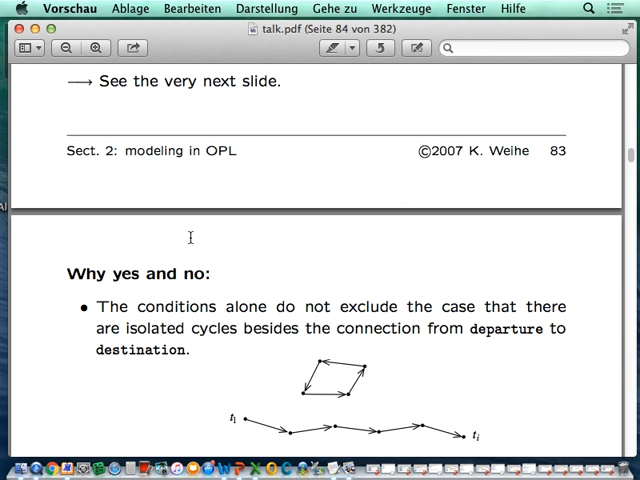 Vorschau Ablage Bearbeiten Darstellung Gehe zu Werkzeuge Fenster Hilfe
talk.pdf (Seite 84 von 382)
⟶ See the very next slide.
Sect. 2: modeling in OPL ©2007 K. Weihe 83
Why yes and no:
• The conditions alone do not exclude the case that there
are isolated cycles besides the connection from departure to
destination.
t1
ti